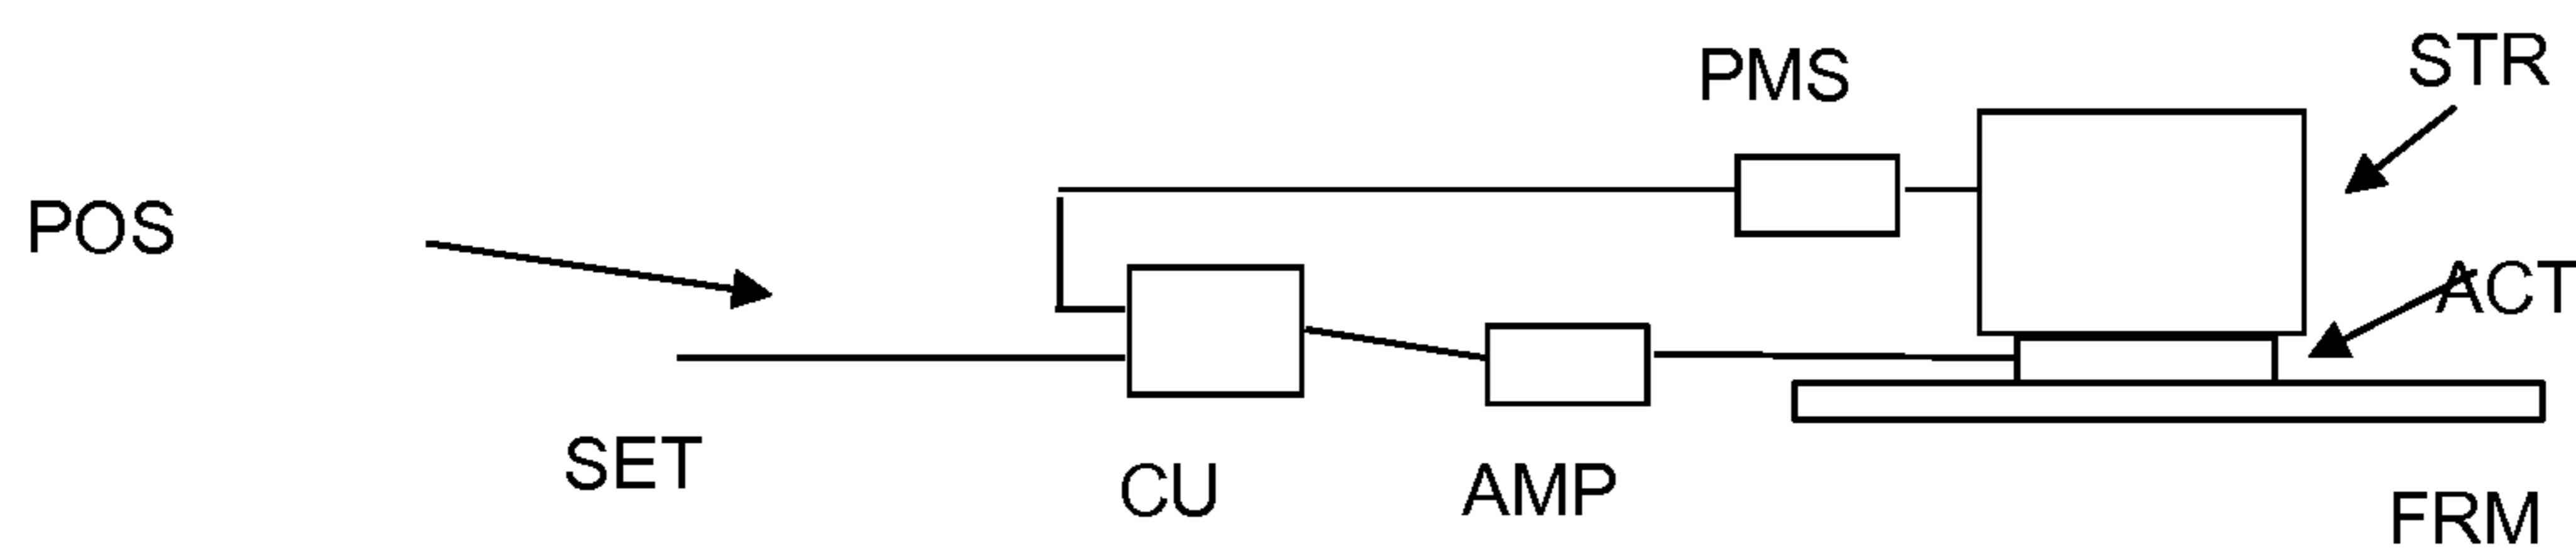 STR
PMS
POS
ACT
SET
CU
AMP
FRM